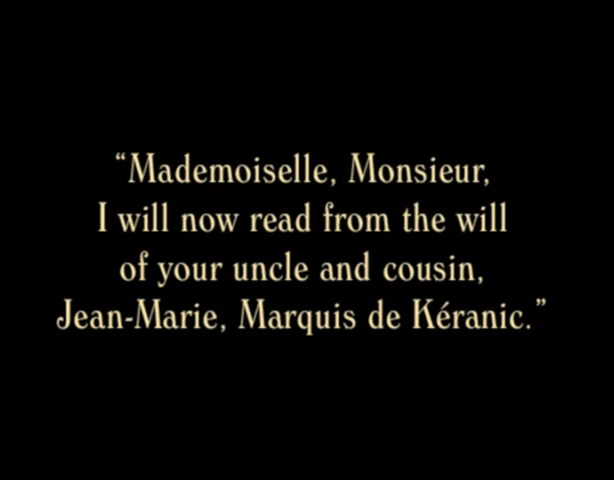 “Mademoiselle, Monsieur,
I will now read from the will
of your uncle and cousin,
Jean-Marie, Marquis de Kéranic.”